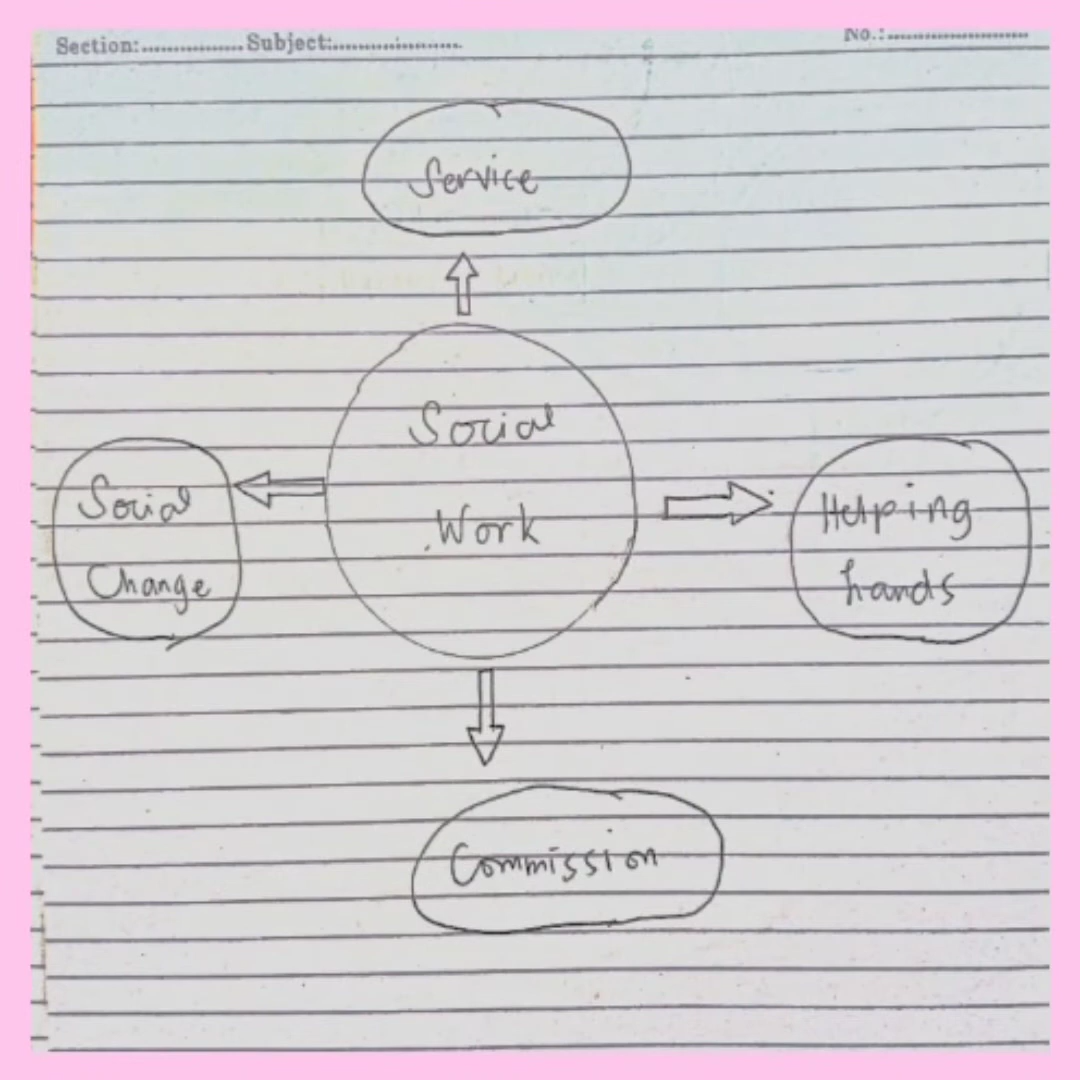 Section:................ Subject:....................
No.:........................
Service
Social
Work
Social
Change
Helping
hands
Commission